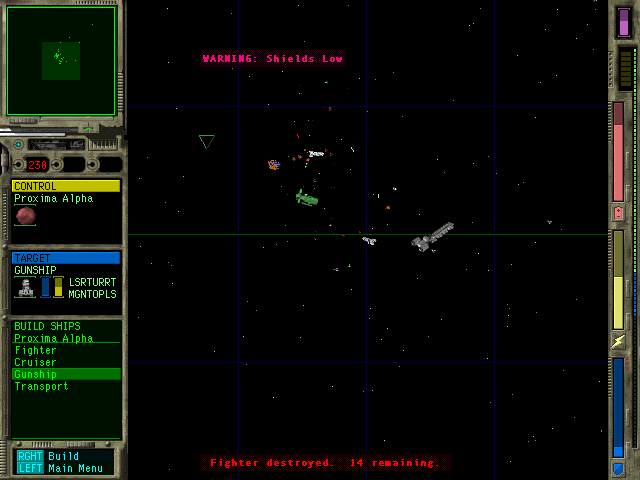 WARNING: Shields Low
230
CONTROL
Proxima Alpha
TARGET
GUNSHIP
LSRTURRT
MGNTOPLS
BUILD SHIPS
Proxima Alpha
Fighter
Cruiser
Gunship
Transport
RGHT Build
LEFT Main Menu
Fighter destroyed. 14 remaining.